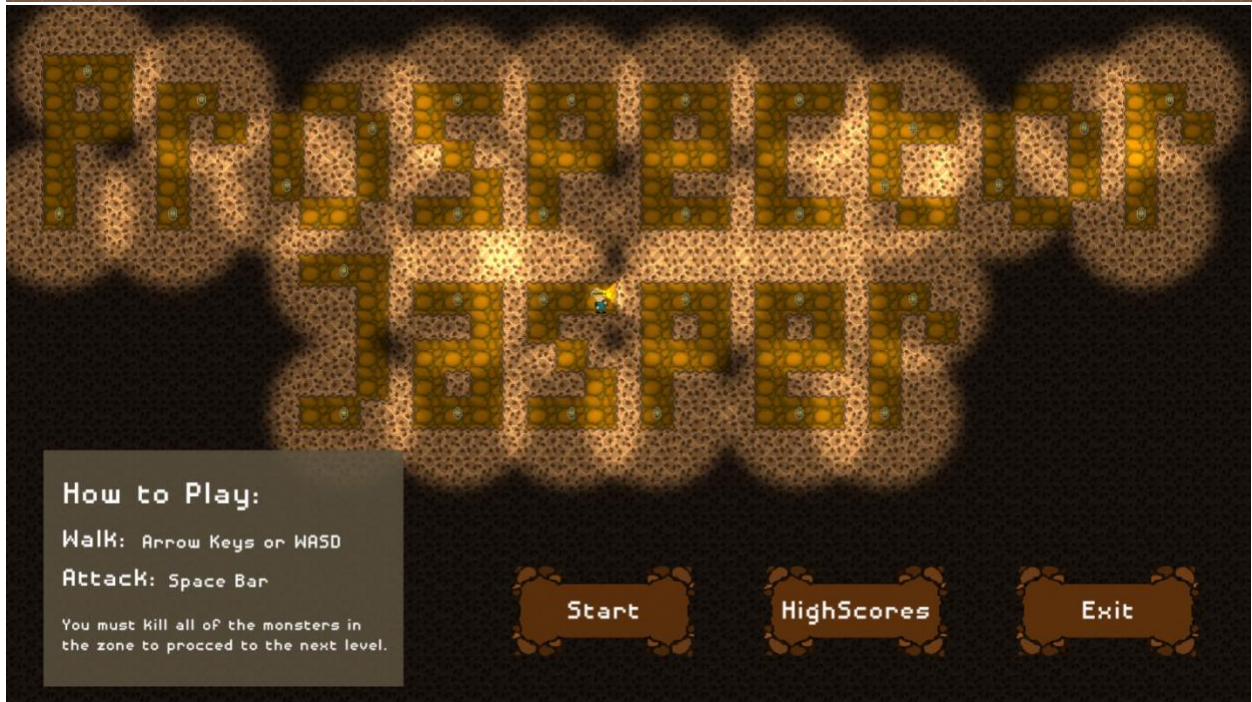 Prospector
Jasper
How to Play:
Walk: Arrow Keys or WASD
Attack: Space Bar
You must kill all of the monsters in
the zone to procced to the next level.
Start
HighScores
Exit